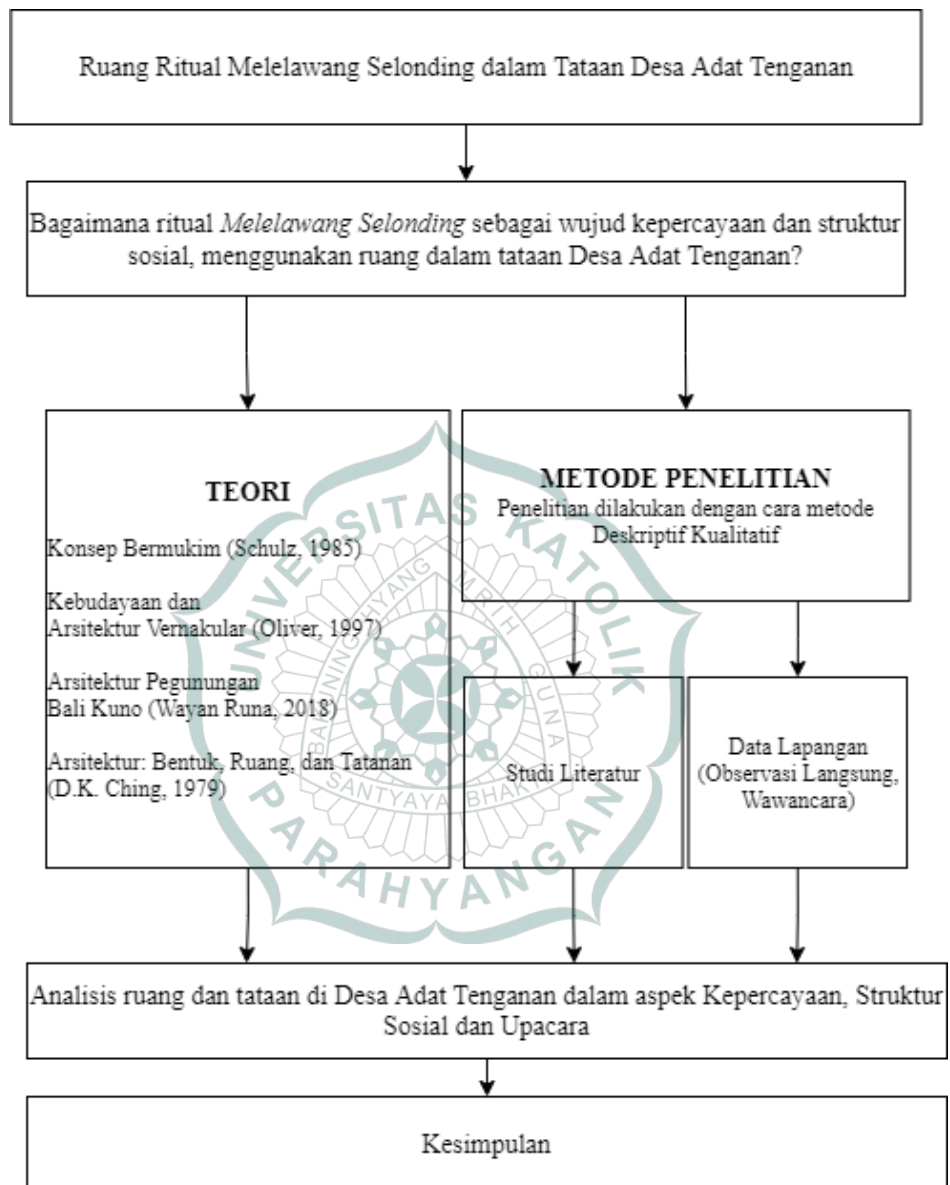 Ruang Ritual Melelawang Selonding dalam Tataan Desa Adat Tenganan
Bagaimana ritual Melelawang Selonding sebagai wujud kepercayaan dan struktur
sosial, menggunakan ruang dalam tataan Desa Adat Tenganan?
TEORI
Konsep Bermukim (Schulz, 1985)
Kebudayaan dan
Arsitektur Vernakular (Oliver, 1997)
Arsitektur Pegunungan
Bali Kuno (Wayan Runa, 2018)
Arsitektur: Bentuk, Ruang, dan Tatanan
(D.K. Ching, 1979)
METODE PENELITIAN
Penelitian dilakukan dengan cara metode
Deskriptif Kualitatif
Studi Literatur
Data Lapangan
(Observasi Langsung,
Wawancara)
Analisis ruang dan tataan di Desa Adat Tenganan dalam aspek Kepercayaan, Struktur
Sosial dan Upacara
Kesimpulan
UNIVERSITAS KATOLIK
PARAHYANGAN
BAKUNING HYANG MRIH GUNA
SANTYAYA BHAKTI